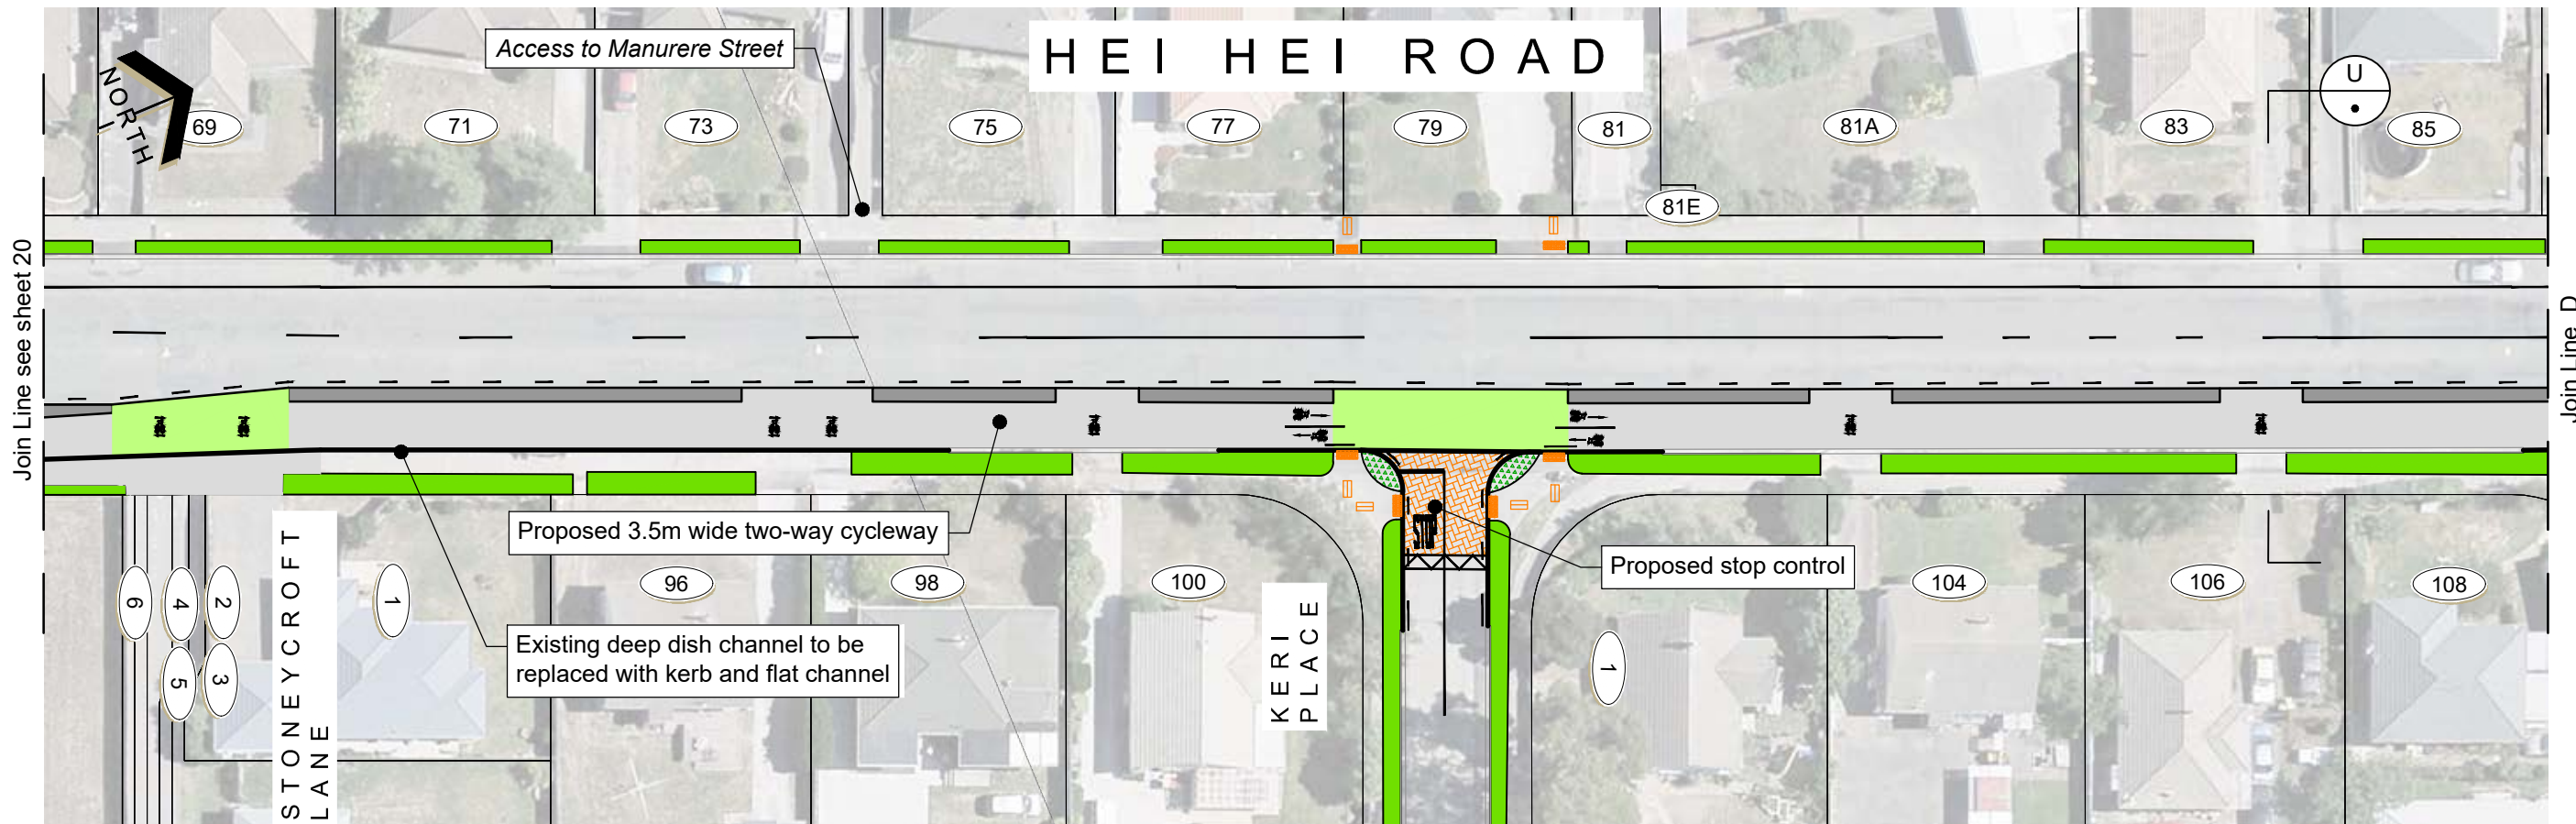 HEI HEI ROAD
Access to Manurere Street
NORTH
U
69
71
73
75
77
79
81
81A
83
85
81E
Join Line see sheet 20
Join Line D
Proposed 3.5m wide two-way cycleway
Proposed stop control
Existing deep dish channel to be
replaced with kerb and flat channel
6
4
2
5
3
STONEYCROFT
LANE
1
96
98
100
KERI
PLACE
1
104
106
108